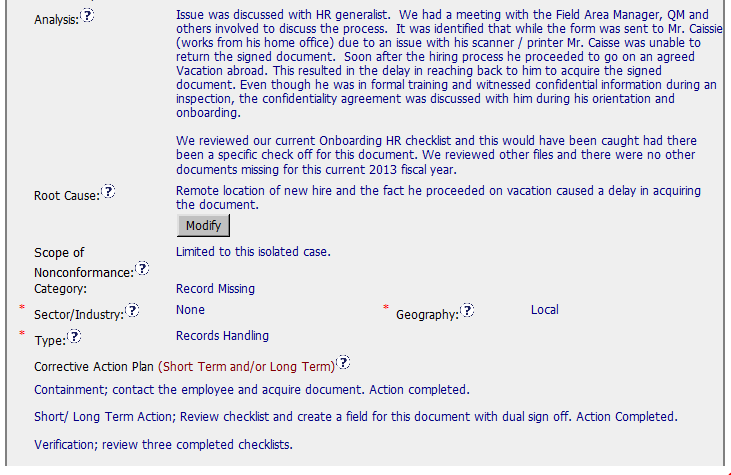 Analysis:? Issue was discussed with HR generalist. We had a meeting with the Field Area Manager, QM and
others involved to discuss the process. It was identified that while the form was sent to Mr. Caissie
(works from his home office) due to an issue with his scanner / printer Mr. Caisse was unable to
return the signed document. Soon after the hiring process he proceeded to go on an agreed
Vacation abroad. This resulted in the delay in reaching back to him to acquire the signed
document. Even though he was in formal training and witnessed confidential information during an
inspection, the confidentiality agreement was discussed with him during his orientation and
onboarding.
We reviewed our current Onboarding HR checklist and this would have been caught had there
been a specific check off for this document. We reviewed other files and there were no other
documents missing for this current 2013 fiscal year.
Root Cause:? Remote location of new hire and the fact he proceeded on vacation caused a delay in acquiring
the document.
Modify
Scope of Limited to this isolated case.
Nonconformance:?
Category: Record Missing
* Sector/Industry:? None * Geography:? Local
* Type:? Records Handling
Corrective Action Plan (Short Term and/or Long Term)?
Containment; contact the employee and acquire document. Action completed.
Short/ Long Term Action; Review checklist and create a field for this document with dual sign off. Action Completed.
Verification; review three completed checklists.